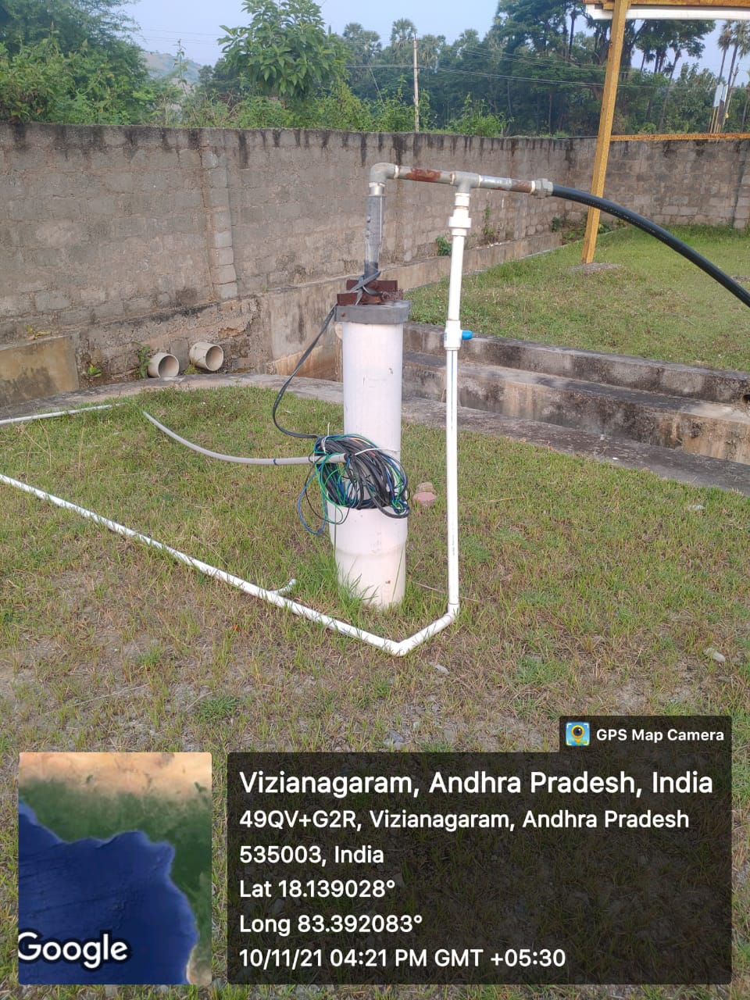 GPS Map Camera
Vizianagaram, Andhra Pradesh, India
49QV+G2R, Vizianagaram, Andhra Pradesh
535003, India
Lat 18.139028°
Long 83.392083°
10/11/21 04:21 PM GMT +05:30
Google